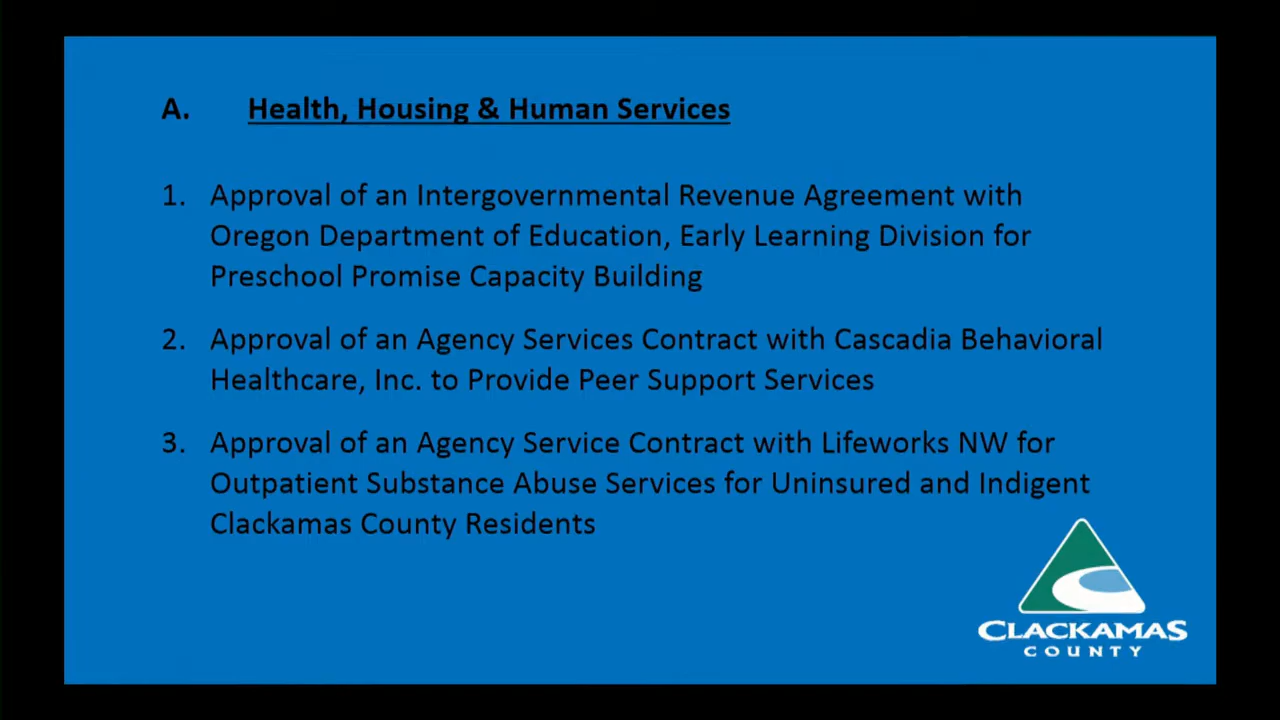 A. Health, Housing & Human Services
1. Approval of an Intergovernmental Revenue Agreement with
Oregon Department of Education, Early Learning Division for
Preschool Promise Capacity Building
2. Approval of an Agency Services Contract with Cascadia Behavioral
Healthcare, Inc. to Provide Peer Support Services
3. Approval of an Agency Service Contract with Lifeworks NW for
Outpatient Substance Abuse Services for Uninsured and Indigent
Clackamas County Residents
CLACKAMAS
COUNTY